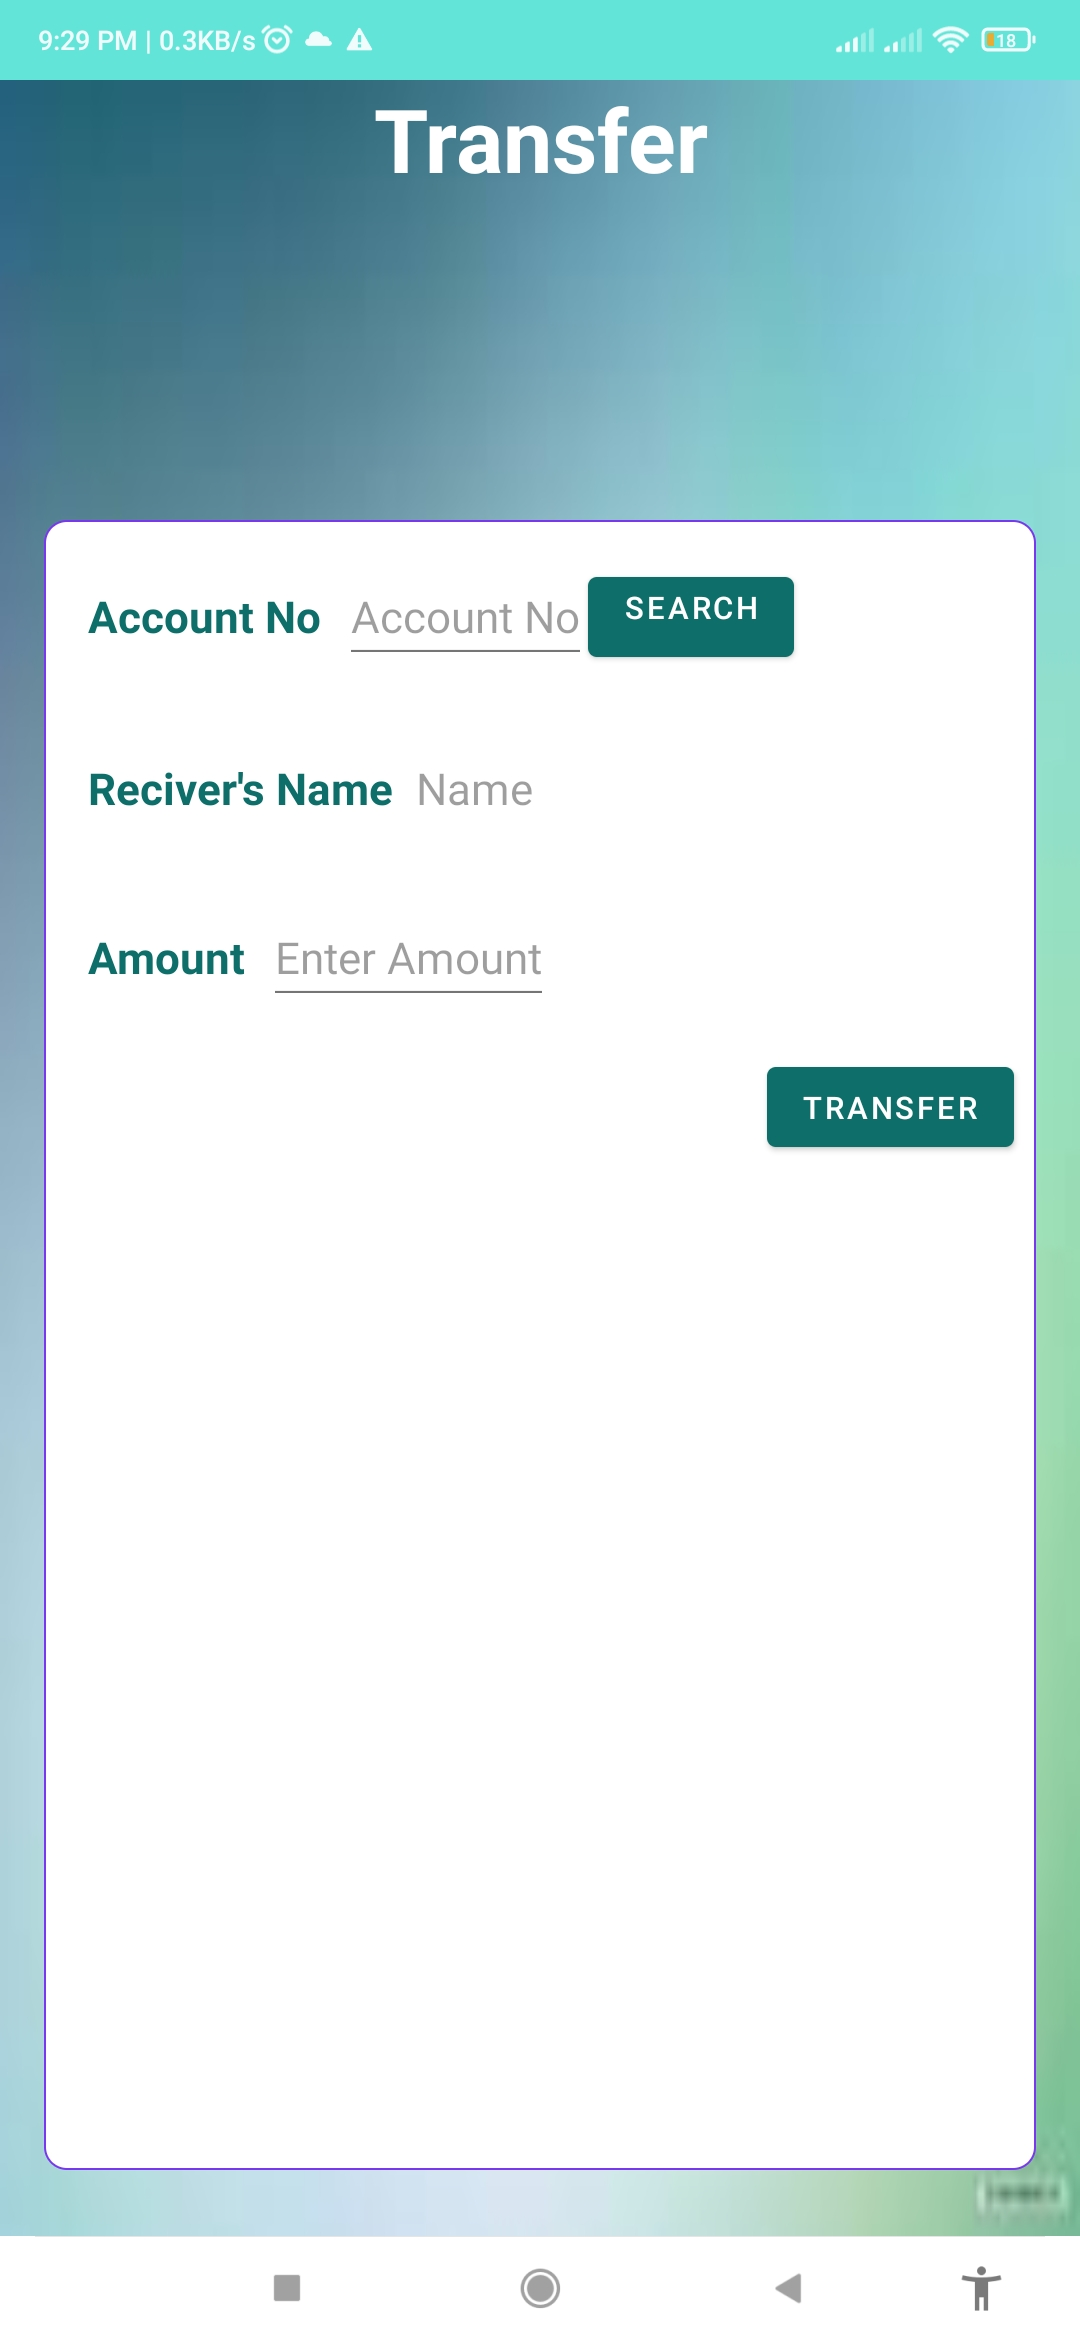 9:29 PM | 0.3KB/s 18
Transfer
Account No Account No SEARCH
Reciver's Name Name
Amount Enter Amount
TRANSFER